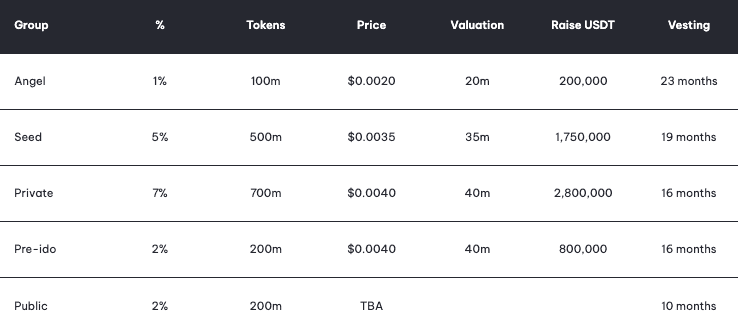 Group % Tokens Price Valuation Raise USDT Vesting
Angel 1% 100m $0.0020 20m 200,000 23 months
Seed 5% 500m $0.0035 35m 1,750,000 19 months
Private 7% 700m $0.0040 40m 2,800,000 16 months
Pre-ido 2% 200m $0.0040 40m 800,000 16 months
Public 2% 200m TBA 10 months